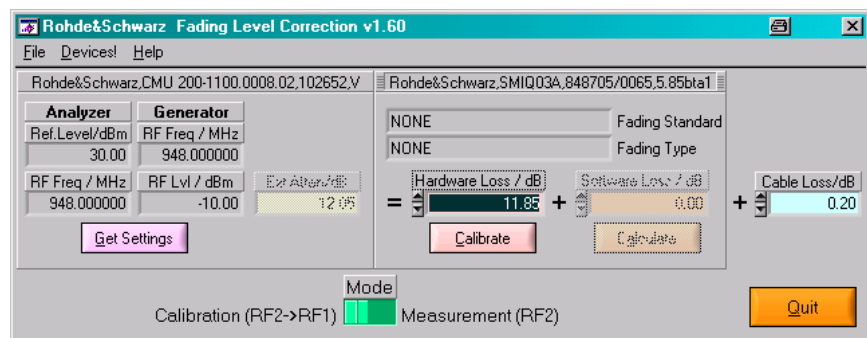 Rohde&Schwarz Fading Level Correction v1.60
File Devices! Help
Rohde&Schwarz,CMU 200-1100.0008.02,102652,V
Rohde&Schwarz,SMIQ03A,848705/0065,5.85bta1
Analyzer Generator
Ref.Level/dBm RF Freq / MHz
30.00 948.000000
NONE Fading Standard
NONE Fading Type
RF Freq / MHz RF Lvl / dBm Ext Atten/dB
948.000000 -10.00 12.05
= Hardware Loss / dB + Software Loss / dB + Cable Loss/dB
11.85 0.00 0.20
Get Settings Calibrate Calculate
Mode
Calibration (RF2->RF1) Measurement (RF2)
Quit